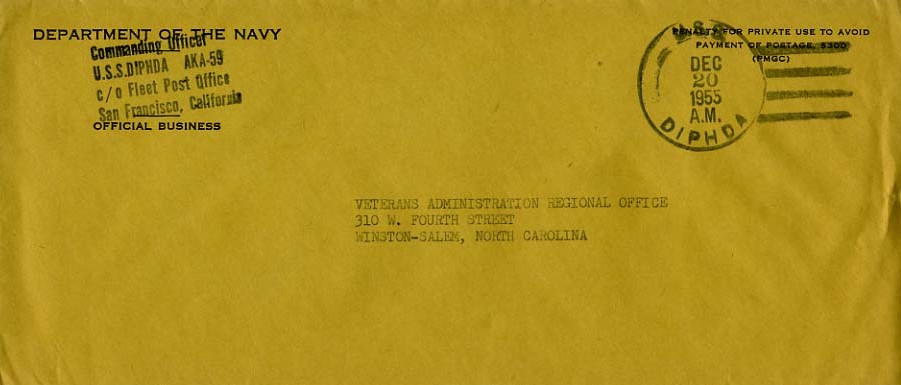 DEPARTMENT OF THE NAVY
Commanding Officer
U.S.S.DIPHDA AKA-59
c/o Fleet Post Office
San Francisco, California
OFFICIAL BUSINESS
PENALTY FOR PRIVATE USE TO AVOID
PAYMENT OF POSTAGE, $300
(PMGC)
U.S.S.
DEC
20
1955
A.M.
DIPHDA
VETERANS ADMINISTRATION REGIONAL OFFICE
310 W. FOURTH STREET
WINSTON-SALEM, NORTH CAROLINA